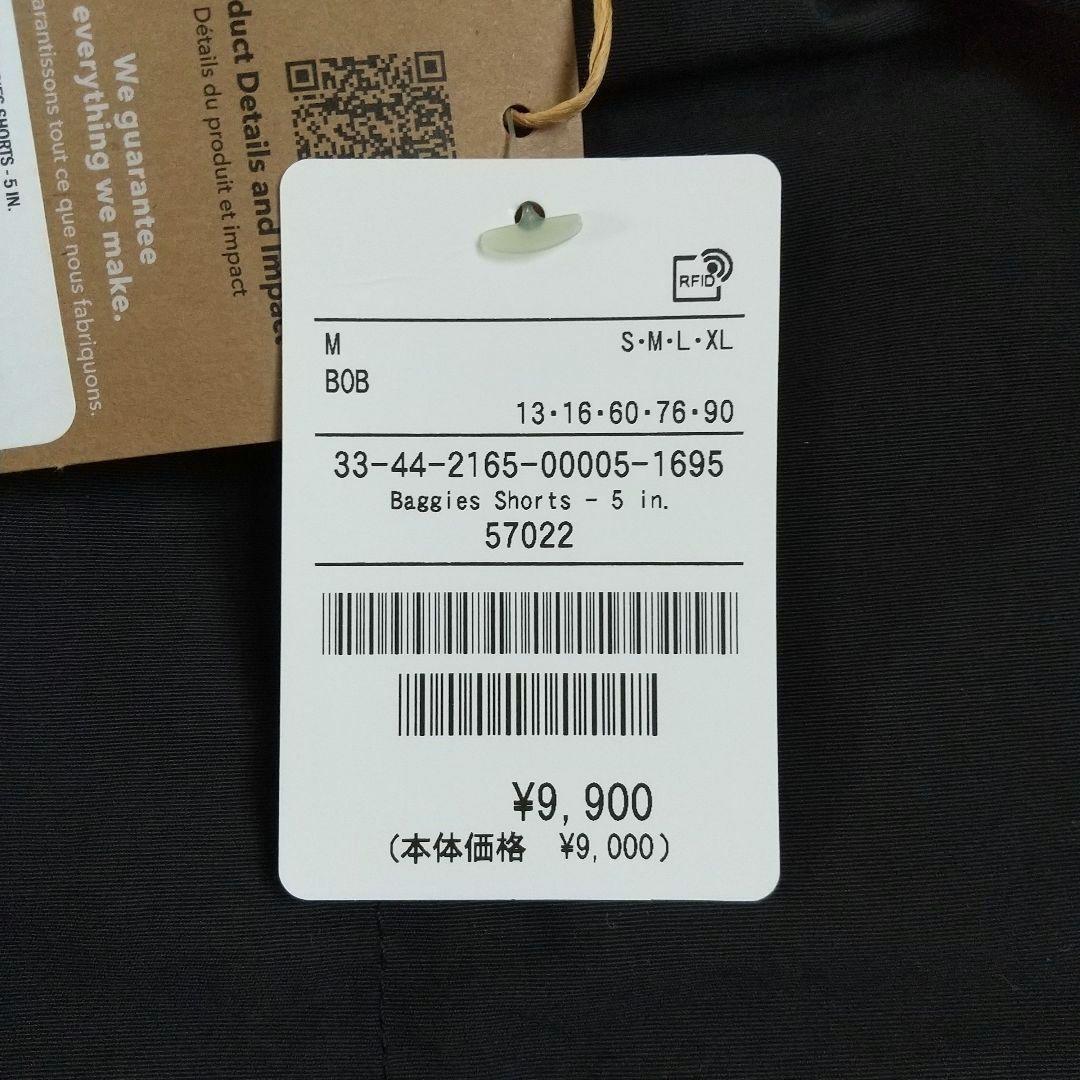 We guarantee
everything we make.
arantissons tout ce que nous fabriquons.
duct Details and Impac
Détails du produit et impact
SHORTS - 5 IN.
RFID
M S・M・L・XL
BOB
13・16・60・76・90
33-44-2165-00005-1695
Baggies Shorts - 5 in.
57022
¥9,900
(本体価格 ¥9,000)